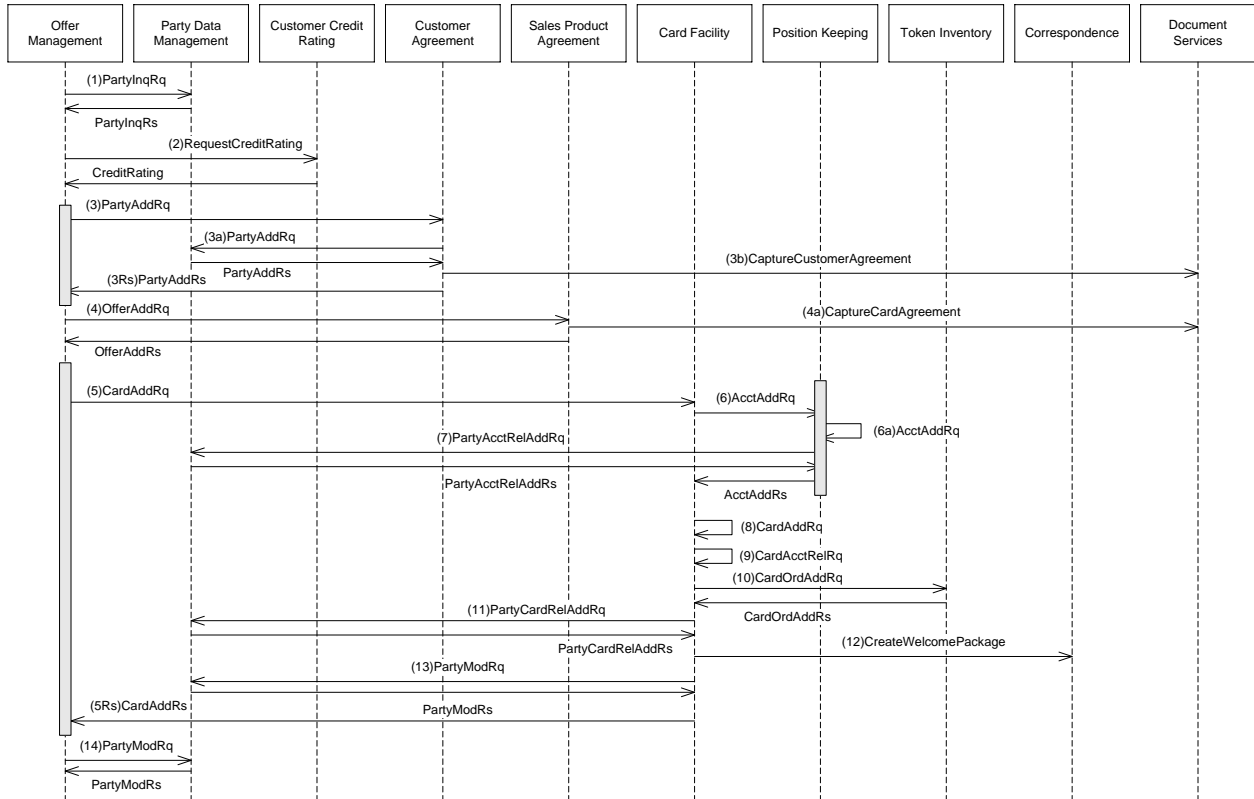 Offer
Management
Party Data
Management
Customer Credit
Rating
Customer
Agreement
Sales Product
Agreement
Card Facility
Position Keeping
Token Inventory
Correspondence
Document
Services
(1)PartyInqRq
PartyInqRs
(2)RequestCreditRating
CreditRating
(3)PartyAddRq
(3a)PartyAddRq
PartyAddRs
(3b)CaptureCustomerAgreement
(3Rs)PartyAddRs
(4)OfferAddRq
(4a)CaptureCardAgreement
OfferAddRs
(5)CardAddRq
(6)AcctAddRq
(6a)AcctAddRq
(7)PartyAcctRelAddRq
PartyAcctRelAddRs
AcctAddRs
(8)CardAddRq
(9)CardAcctRelRq
(10)CardOrdAddRq
(11)PartyCardRelAddRq
CardOrdAddRs
PartyCardRelAddRs
(12)CreateWelcomePackage
(13)PartyModRq
(5Rs)CardAddRs
PartyModRs
(14)PartyModRq
PartyModRs